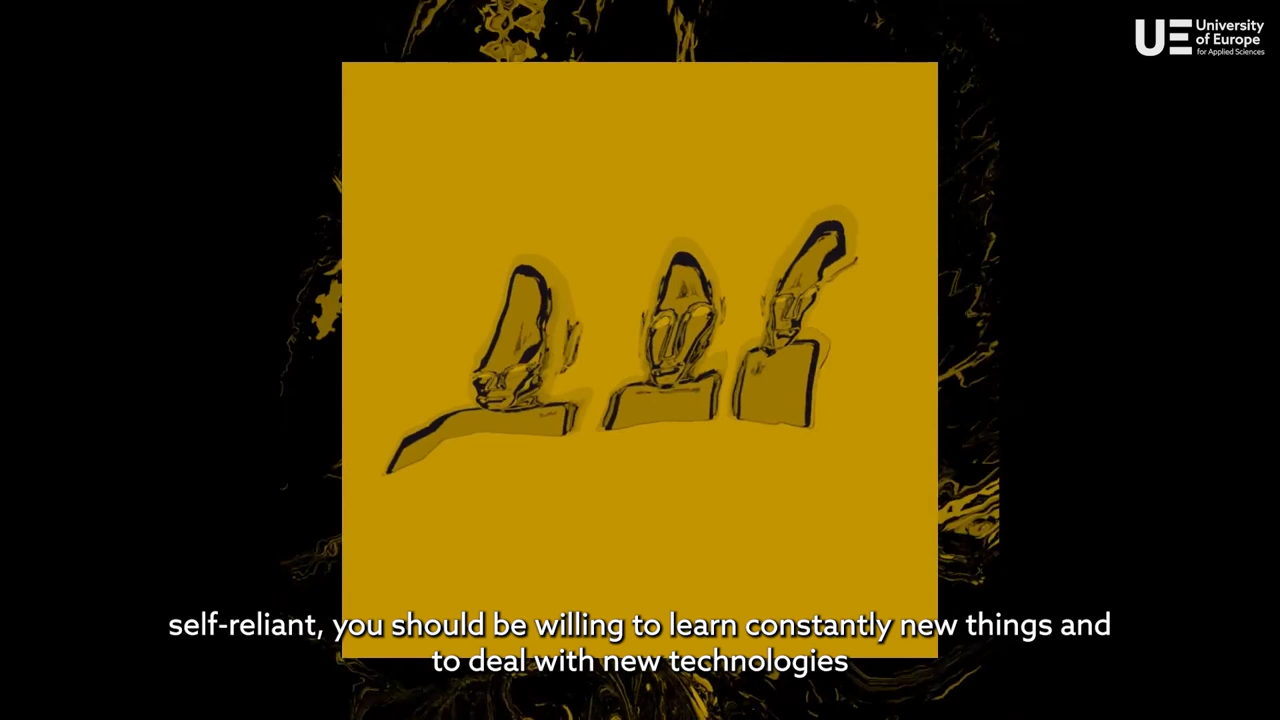 University
of Europe
for Applied Sciences
UE
self-reliant, you should be willing to learn constantly new things and
to deal with new technologies